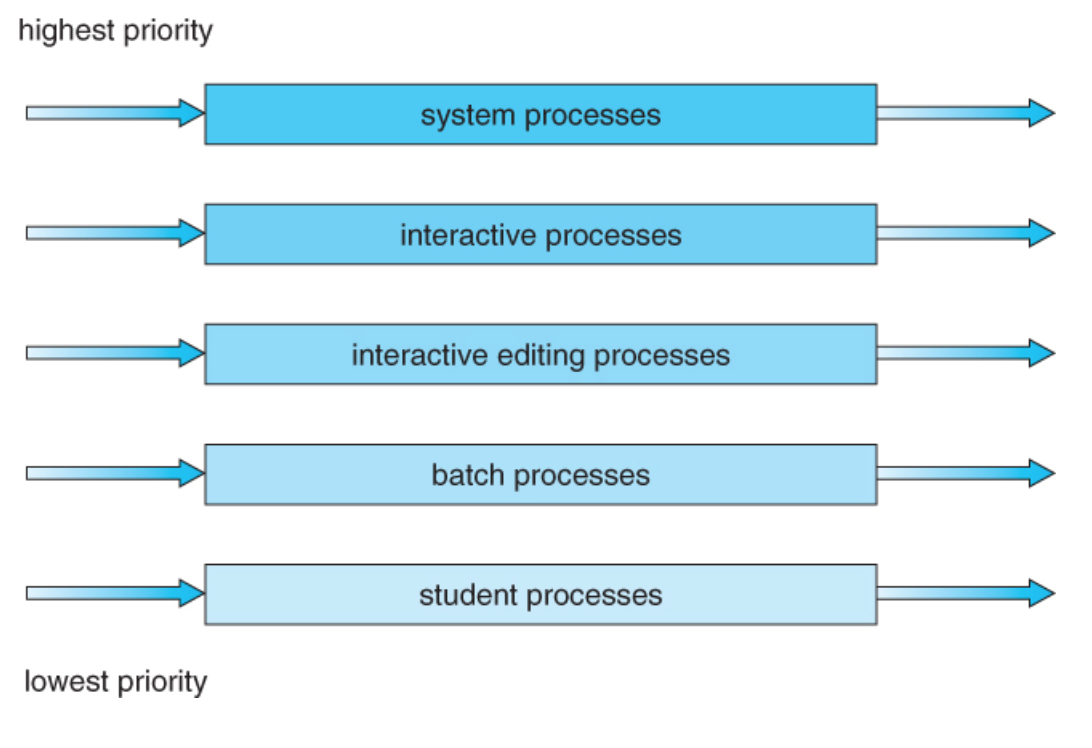 highest priority
system processes
interactive processes
interactive editing processes
batch processes
student processes
lowest priority